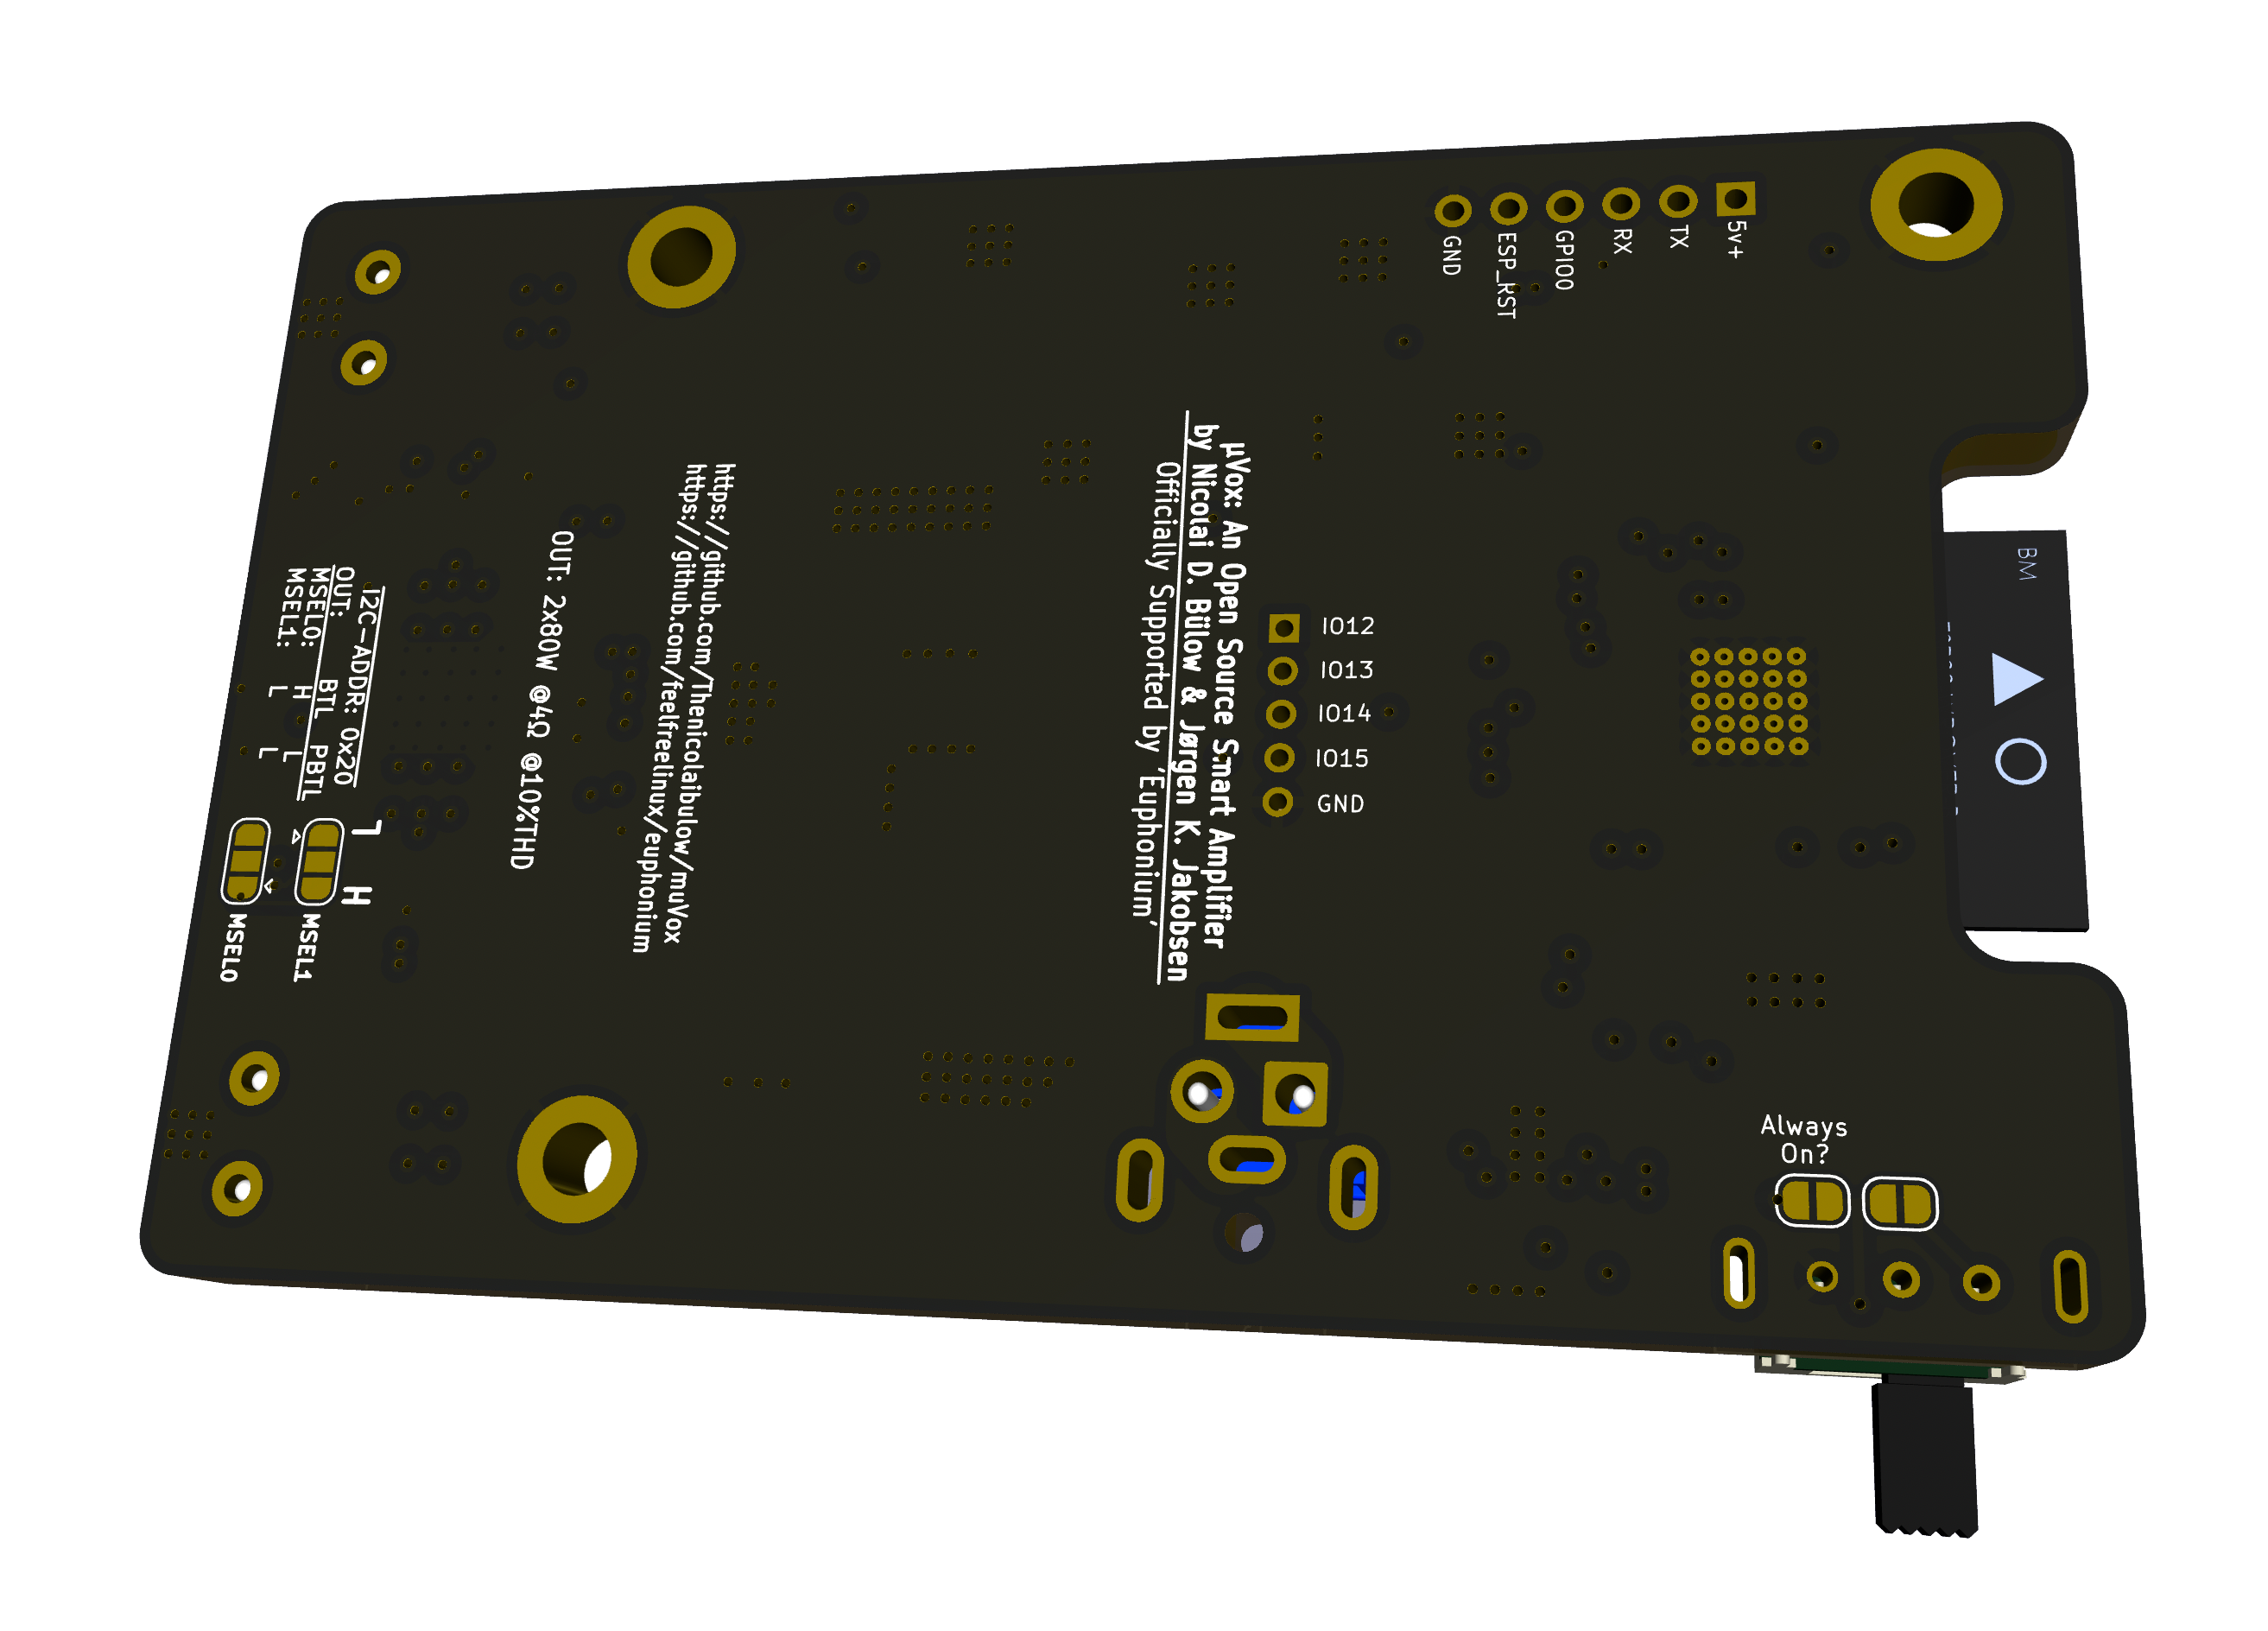 5v+
TX
RX
GPIO0
ESP_RST
GND
µVox: An Open Source Smart Amplifier
by Nicolai D. Bülow & Jørgen K. Jakobsen
Officially Supported by ´Euphonium´
IO12
IO13
IO14
IO15
GND
https://github.com/Thenicolaibulow/muVox
https://github.com/feelfreelinux/euphonium
OUT: 2x80W @4Ω @10%THD
I2C-ADDR: 0x20
OUT: BTL PBTL
MSEL0: H L
MSEL1: L L
L
H
MSEL1
MSEL0
Always
On?
BM